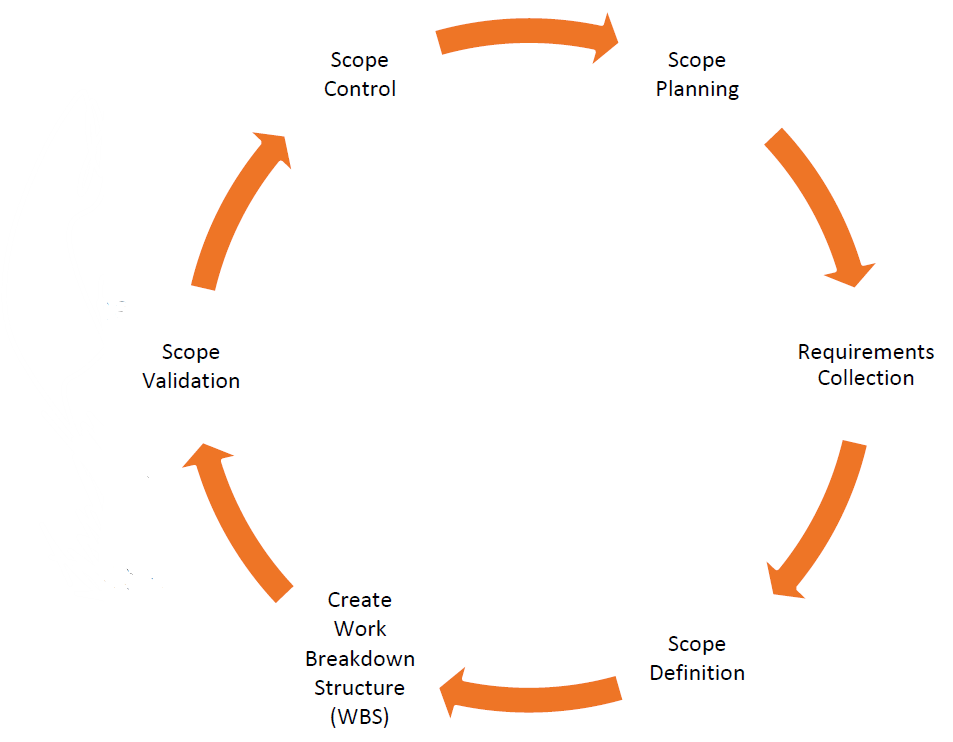 Scope
Control
Scope
Planning
Requirements
Collection
Scope
Definition
Create
Work
Breakdown
Structure
(WBS)
Scope
Validation